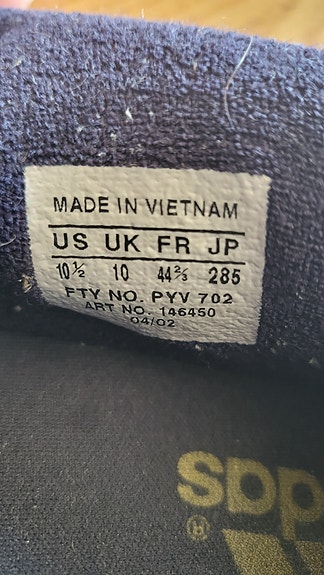 MADE IN VIETNAM
US UK FR JP
10½ 10 44⅔ 285
FTY NO. PYV 702
ART NO. 146450
04/02
das
®